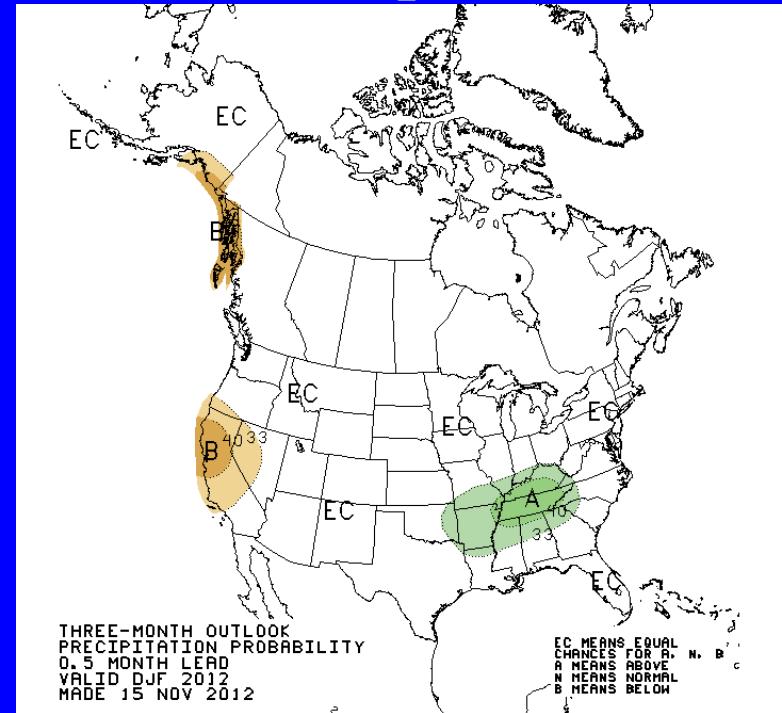 EC
EC
B
EC
EC
EC
B 40 33
A
EC
40
33
EC
THREE-MONTH OUTLOOK
PRECIPITATION PROBABILITY
0.5 MONTH LEAD
VALID DJF 2012
MADE 15 NOV 2012
EC MEANS EQUAL
CHANCES FOR A, N, B
A MEANS ABOVE
N MEANS NORMAL
B MEANS BELOW